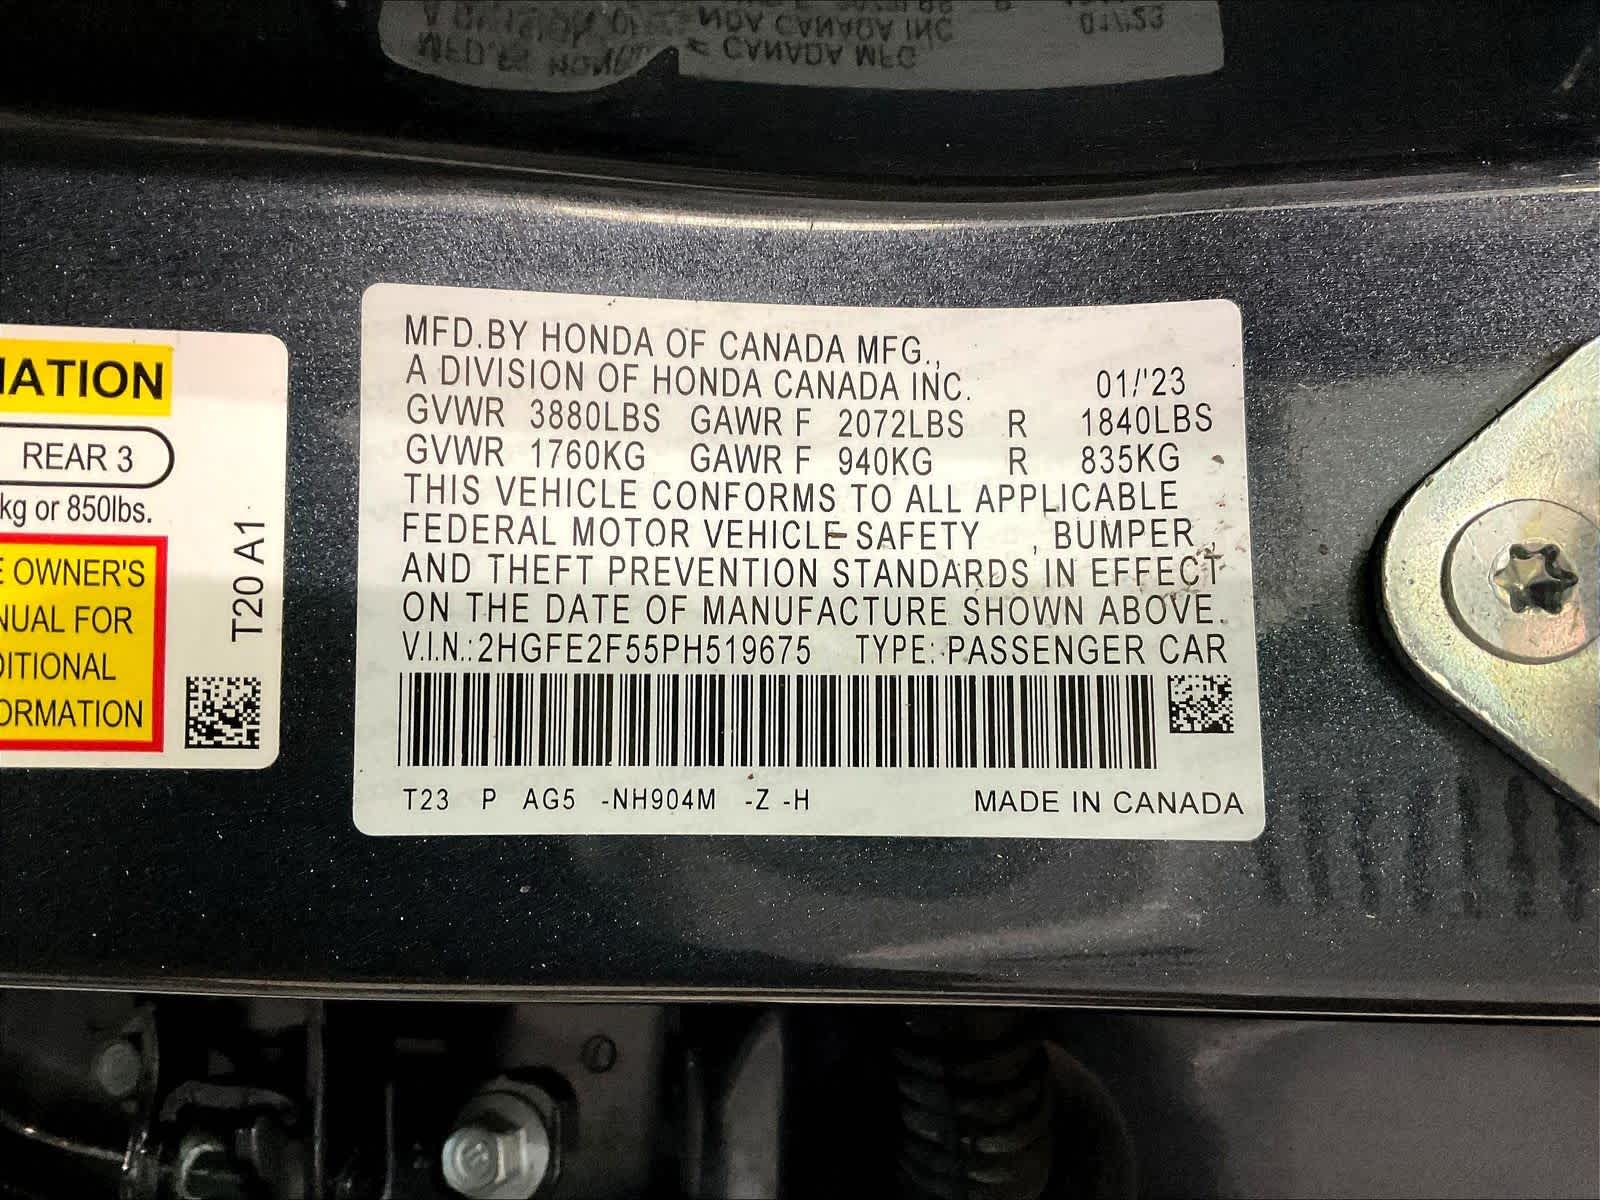 MFD.BY HONDA OF CANADA MFG.,
A DIVISION OF HONDA CANADA INC. 01/'23
GVWR 3880LBS GAWR F 2072LBS R 1840LBS
GVWR 1760KG GAWR F 940KG R 835KG
THIS VEHICLE CONFORMS TO ALL APPLICABLE
FEDERAL MOTOR VEHICLE SAFETY , BUMPER ,
AND THEFT PREVENTION STANDARDS IN EFFECT
ON THE DATE OF MANUFACTURE SHOWN ABOVE.
V.I.N.:2HGFE2F55PH519675 TYPE:PASSENGER CAR
T23 P AG5 -NH904M -Z -H MADE IN CANADA
MATION
REAR 3
kg or 850lbs.
E OWNER'S
NUAL FOR
DITIONAL
ORMATION
T20 A1